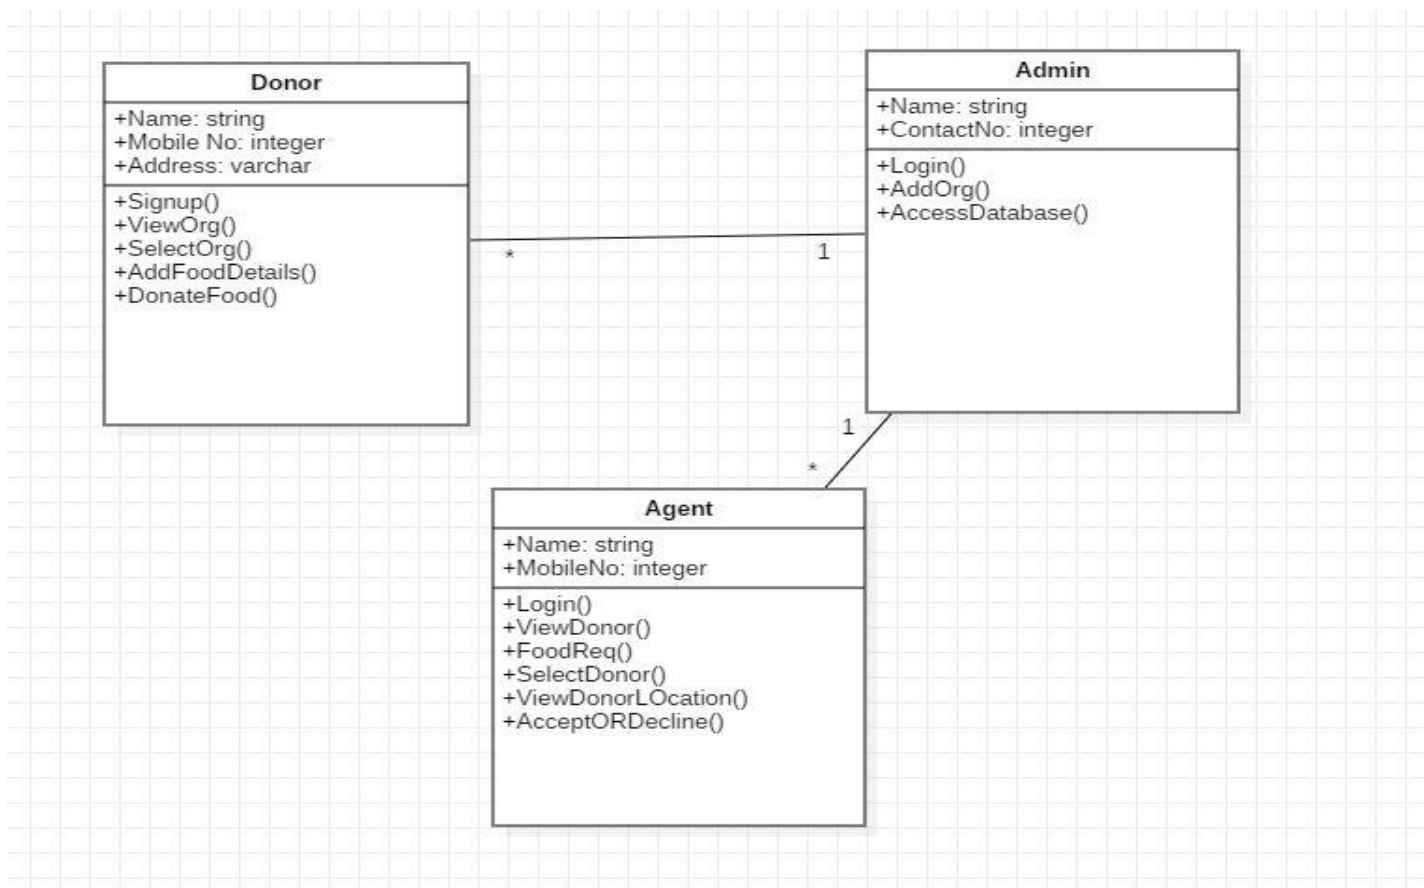 Donor
+Name: string
+Mobile No: integer
+Address: varchar
+Signup()
+ViewOrg()
+SelectOrg()
+AddFoodDetails()
+DonateFood()
*
1
Admin
+Name: string
+ContactNo: integer
+Login()
+AddOrg()
+AccessDatabase()
1
*
Agent
+Name: string
+MobileNo: integer
+Login()
+ViewDonor()
+FoodReq()
+SelectDonor()
+ViewDonorLOcation()
+AcceptORDecline()